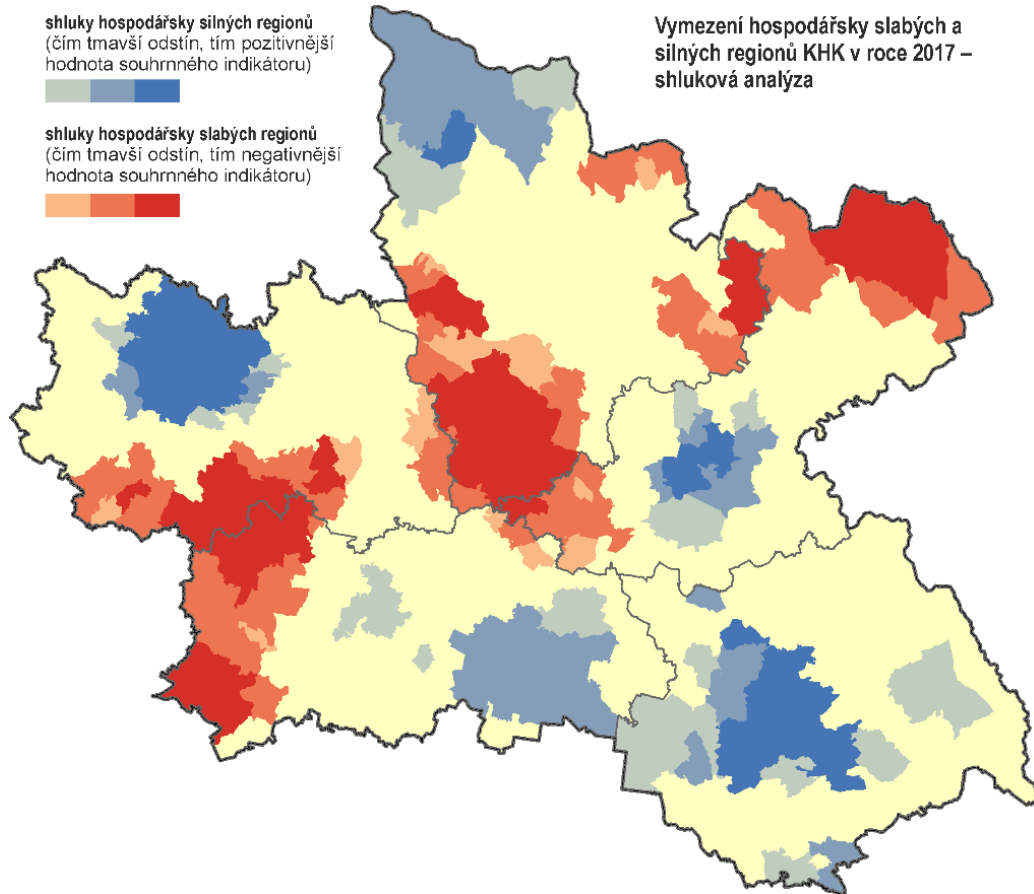 shluky hospodářsky silných regionů
(čím tmavší odstín, tím pozitivnější
hodnota souhrnného indikátoru)
shluky hospodářsky slabých regionů
(čím tmavší odstín, tím negativnější
hodnota souhrnného indikátoru)
Vymezení hospodářsky slabých a
silných regionů KHK v roce 2017 –
shluková analýza